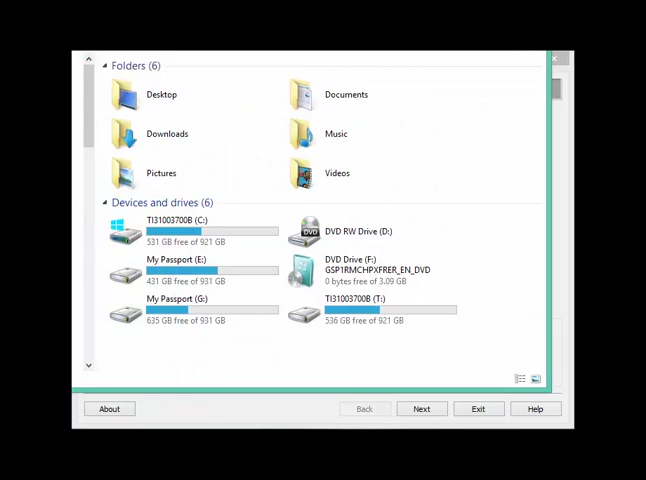 Folders (6)
Desktop
Documents
Downloads
Music
Pictures
Videos
Devices and drives (6)
TI31003700B (C:)
531 GB free of 921 GB
DVD RW Drive (D:)
My Passport (E:)
431 GB free of 931 GB
DVD Drive (F:)
GSP1RMCHPXFRER_EN_DVD
0 bytes free of 3.09 GB
My Passport (G:)
635 GB free of 931 GB
TI31003700B (T:)
536 GB free of 921 GB
About
Back
Next
Exit
Help